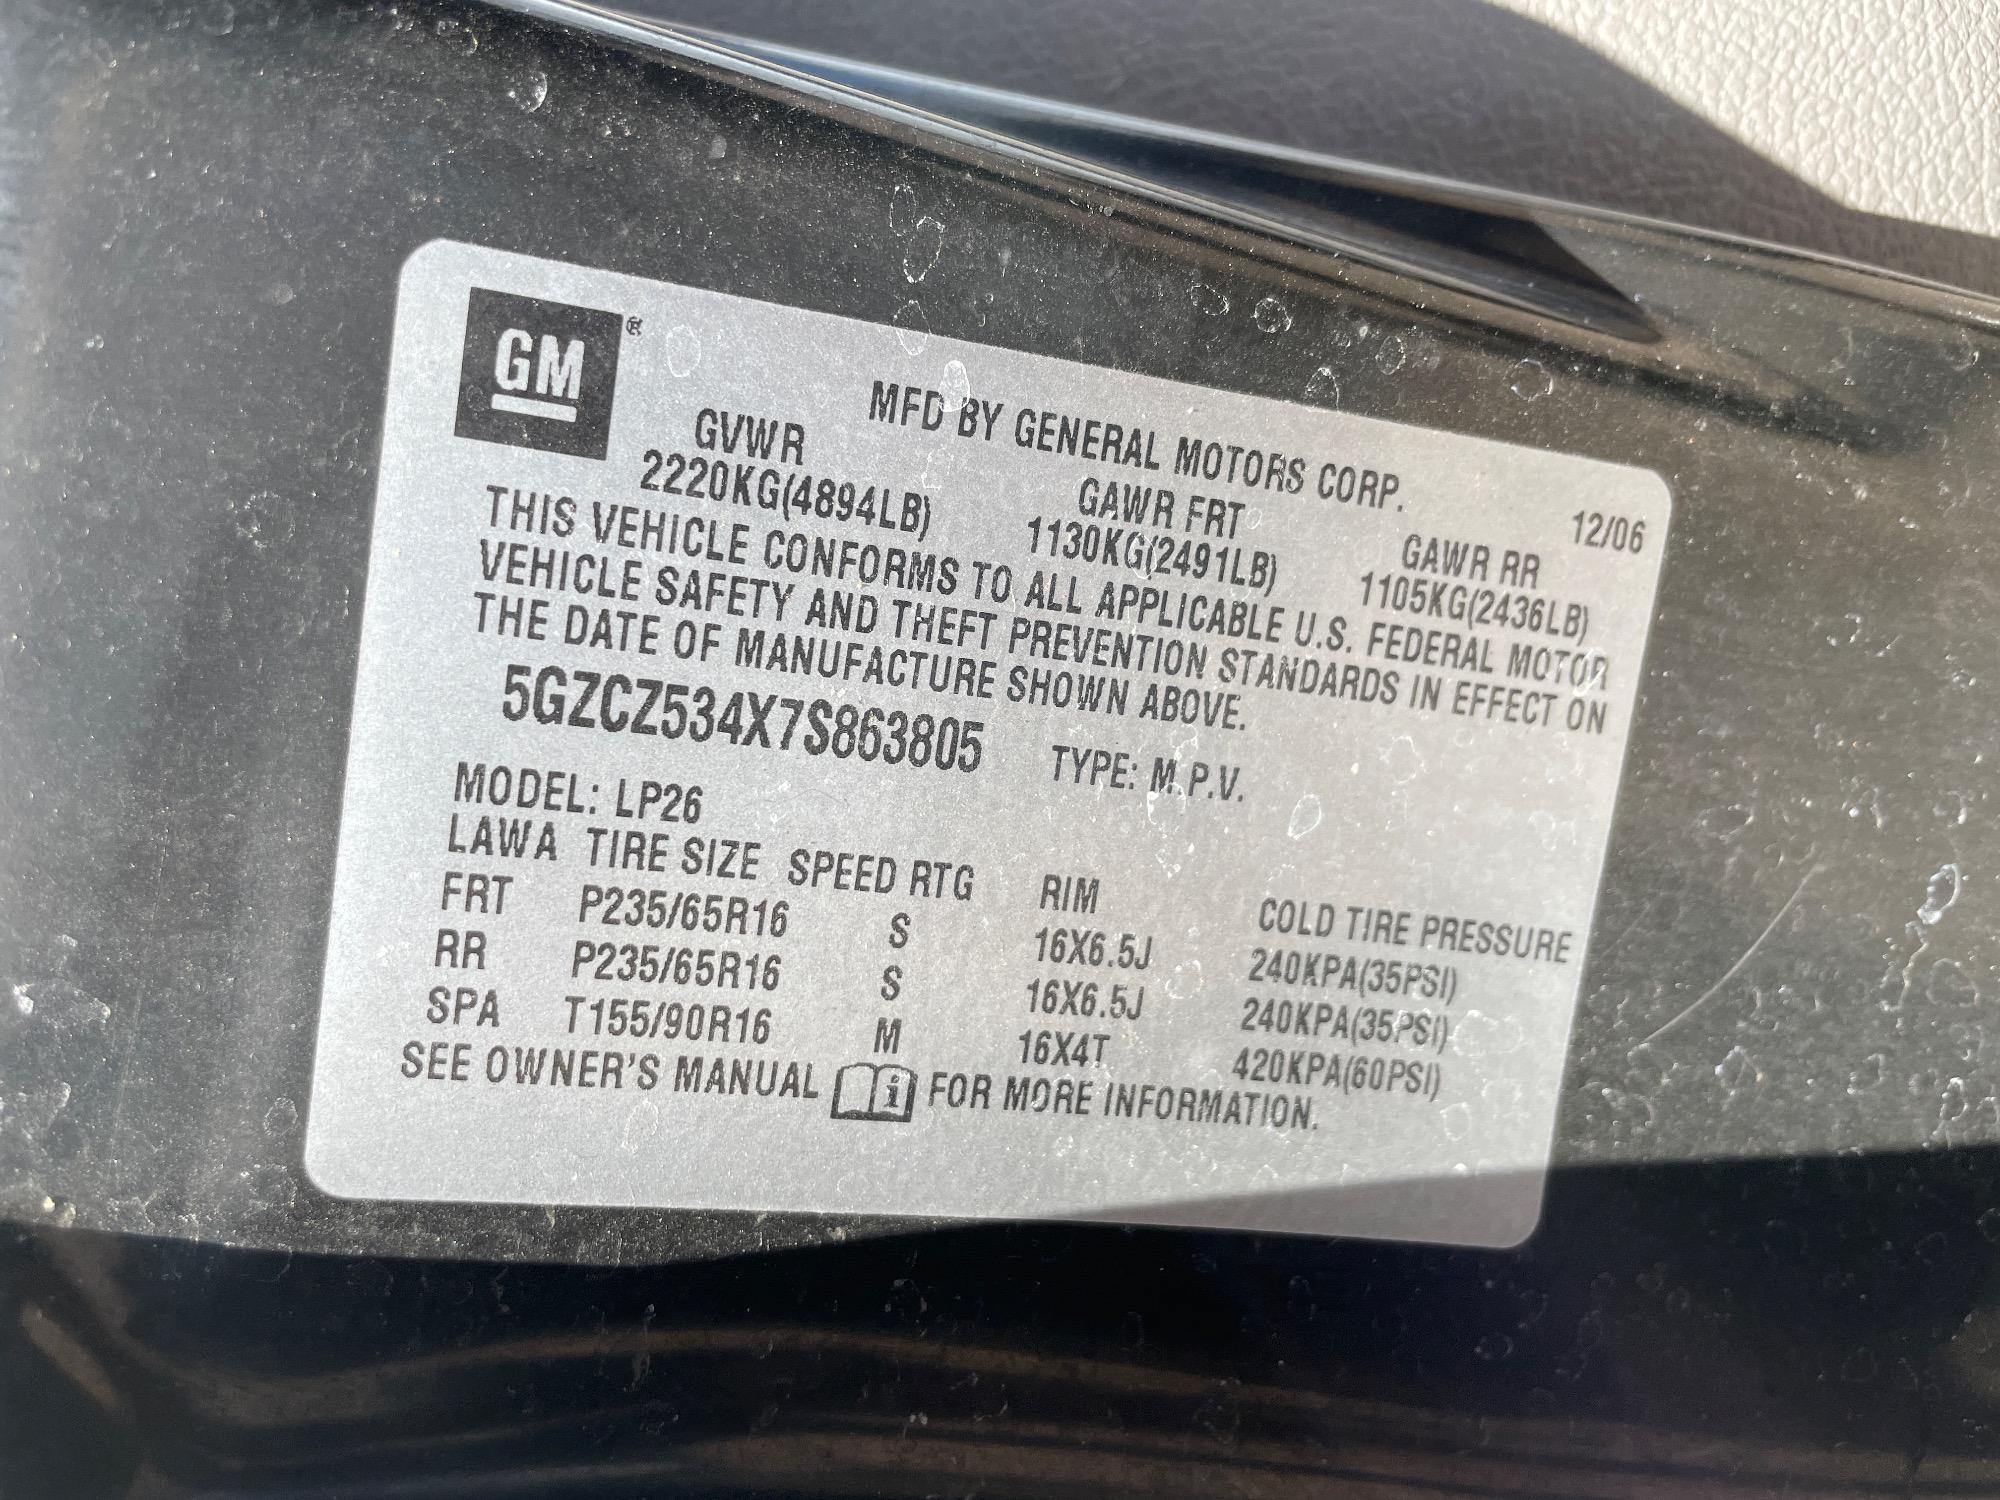 GM®
MFD BY GENERAL MOTORS CORP. 12/06
GVWR GAWR FRT GAWR RR
2220KG(4894LB) 1130KG(2491LB) 1105KG(2436LB)
THIS VEHICLE CONFORMS TO ALL APPLICABLE U.S. FEDERAL MOTOR
VEHICLE SAFETY AND THEFT PREVENTION STANDARDS IN EFFECT ON
THE DATE OF MANUFACTURE SHOWN ABOVE.
5GZCZ534X7S863805 TYPE: M.P.V.
MODEL: LP26
LAWA TIRE SIZE SPEED RTG RIM COLD TIRE PRESSURE
FRT P235/65R16 S 16X6.5J 240KPA(35PSI)
RR P235/65R16 S 16X6.5J 240KPA(35PSI)
SPA T155/90R16 M 16X4T 420KPA(60PSI)
SEE OWNER'S MANUAL i FOR MORE INFORMATION.